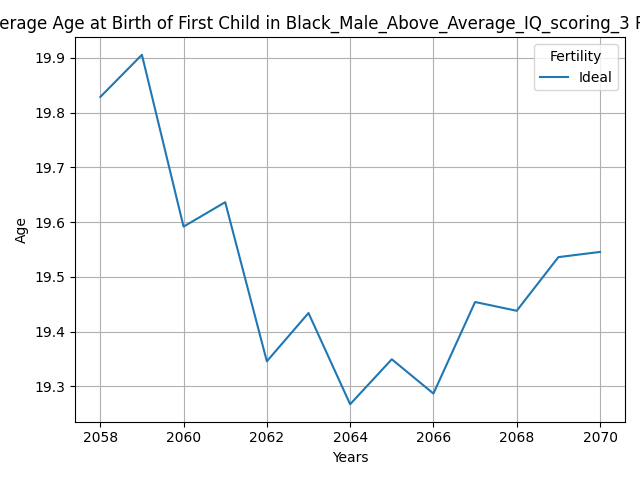 erage Age at Birth of First Child in Black_Male_Above_Average_IQ_scoring_3
Fertility
Ideal
19.9
19.8
19.7
19.6
19.5
19.4
19.3
Age
2058 2060 2062 2064 2066 2068 2070
Years